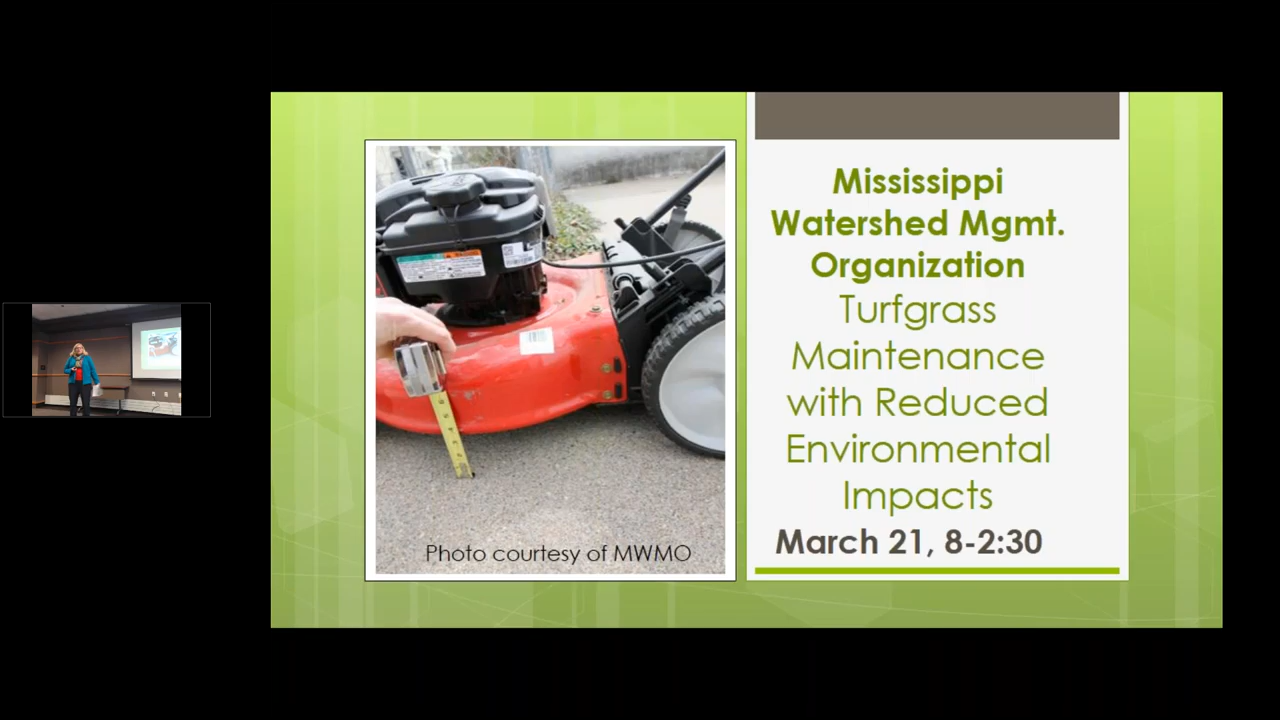 Mississippi
Watershed Mgmt.
Organization
Turfgrass
Maintenance
with Reduced
Environmental
Impacts
March 21, 8-2:30
Photo courtesy of MWMO